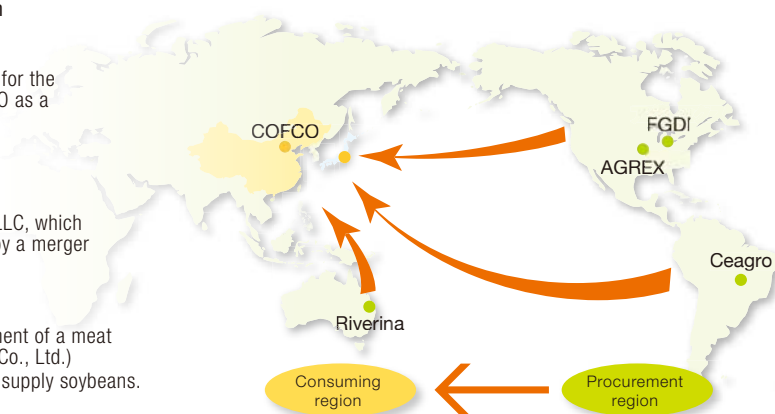 for the
O as a
LLC, which
by a merger
ment of a meat
Co., Ltd.)
supply soybeans.
COFCO
FGDI
AGREX
Ceagro
Riverina
Consuming
region
Procurement
region